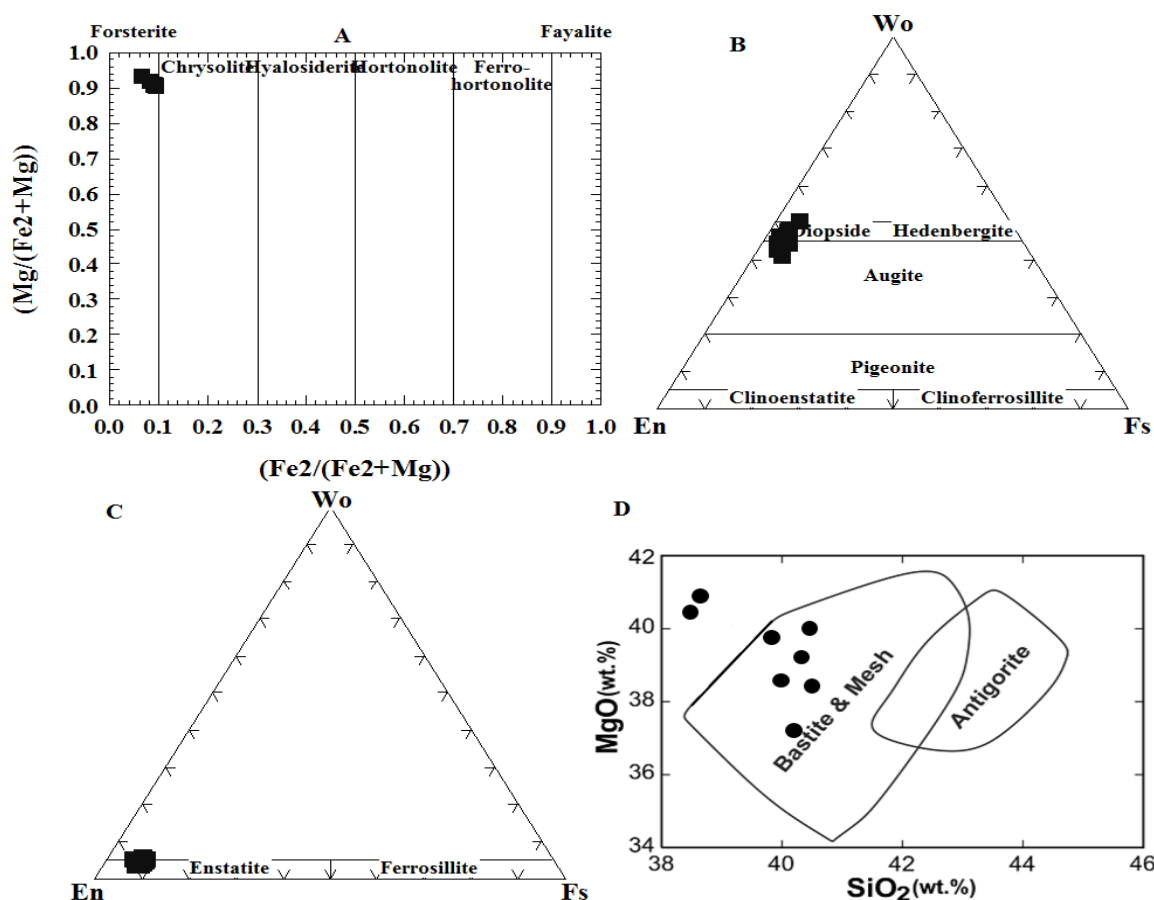 Forsterite A Fayalite
Chrysolite Hyalosiderite Hortonolite Ferro-
hortonolite
1.0
0.9
0.8
0.7
0.6
0.5
0.4
0.3
0.2
0.1
0.0
(Mg/(Fe2+Mg))
0.0 0.1 0.2 0.3 0.4 0.5 0.6 0.7 0.8 0.9 1.0
(Fe2/(Fe2+Mg))
B
Wo
Diopside Hedenbergite
Augite
Pigeonite
Clinoenstatite Clinoferrosillite
En Fs
C
Wo
Enstatite Ferrosillite
En Fs
D
42
40
38
36
34
MgO(wt.%)
Bastite & Mesh
Antigorite
38 40 42 44 46
SiO₂(wt.%)